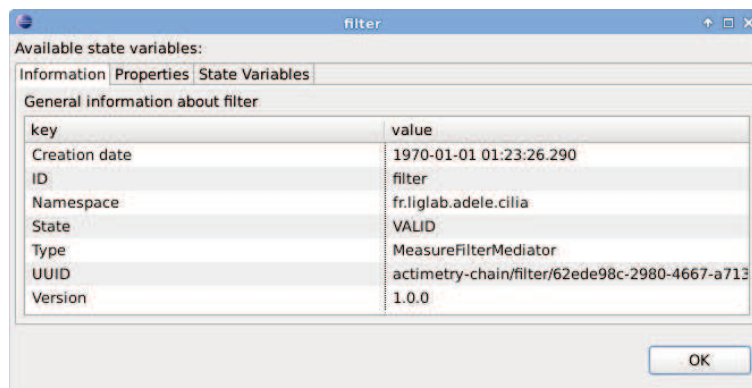 filter
Available state variables:
Information Properties State Variables
General information about filter
key value
Creation date 1970-01-01 01:23:26.290
ID filter
Namespace fr.liglab.adele.cilia
State VALID
Type MeasureFilterMediator
UUID actimetry-chain/filter/62ede98c-2980-4667-a713
Version 1.0.0
OK